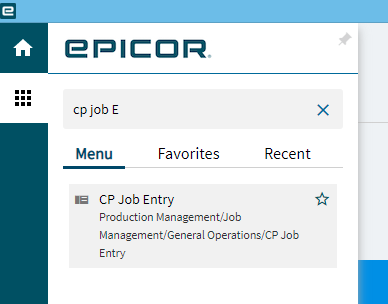 EPICOR
cp job E
Menu Favorites Recent
CP Job Entry
Production Management/Job
Management/General Operations/CP Job
Entry